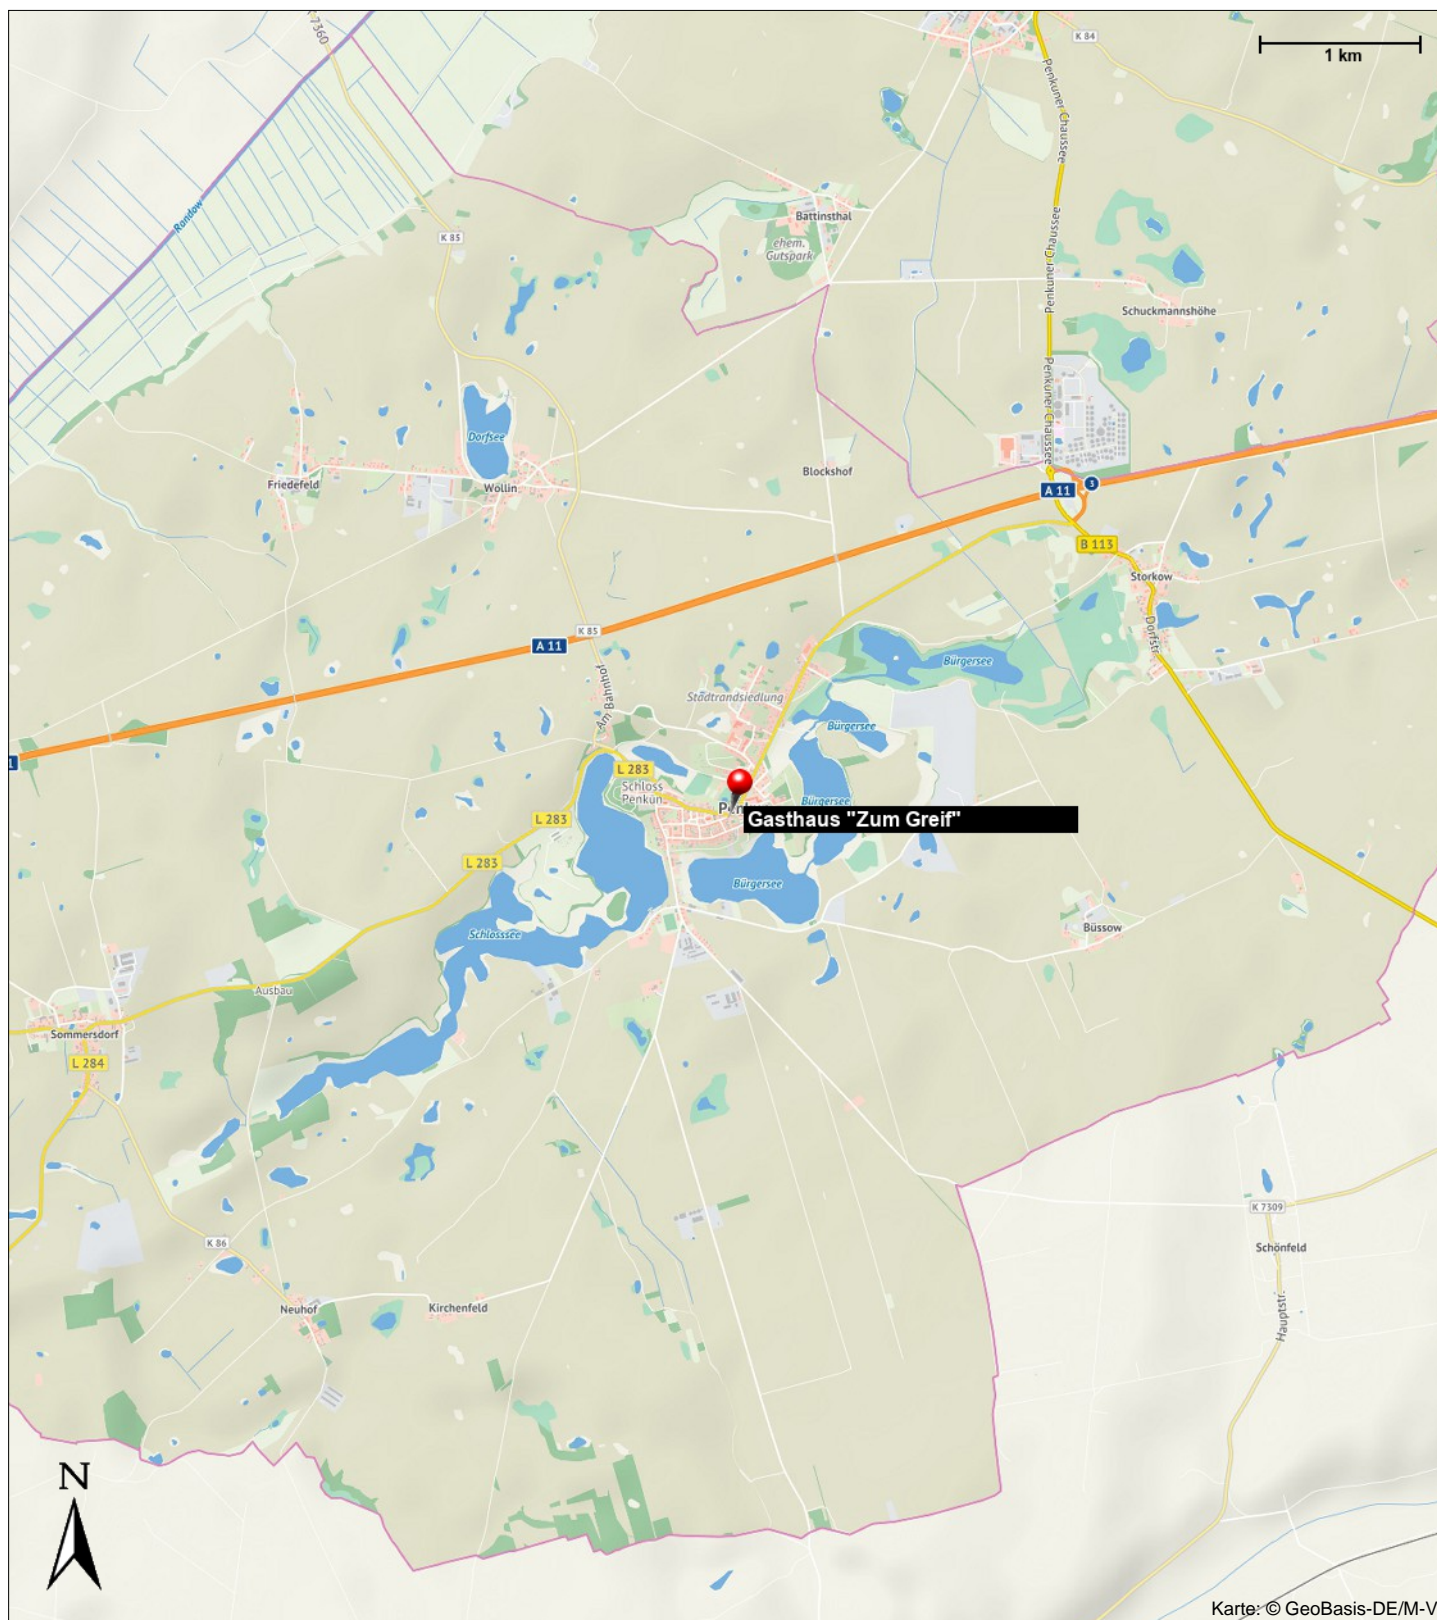 K 7360
K 84
1 km
Penkuner Chaussee
Randow
Battinsthal
K 85
ehem.
Gutspark
Penkuner Chaussee
Schuckmannshöhe
Penkuner Chaussee
Dorfsee
Blockshof
Friedefeld
Wollin
A 11
3
B 113
Storkow
Dorfstr.
K 85
A 11
Bürgersee
Am Bahnhof
Stadtrandsiedlung
Bürgersee
L 283
Schloss
Penkun
Bürgersee
Gasthaus "Zum Greif"
L 283
L 283
Bürgersee
Schlosssee
Büssow
Ausbau
Sommersdorf
L 284
K 7309
K 86
Schönfeld
Neuhof
Kirchenfeld
Hauptstr.
N
Karte: © GeoBasis-DE/M-V